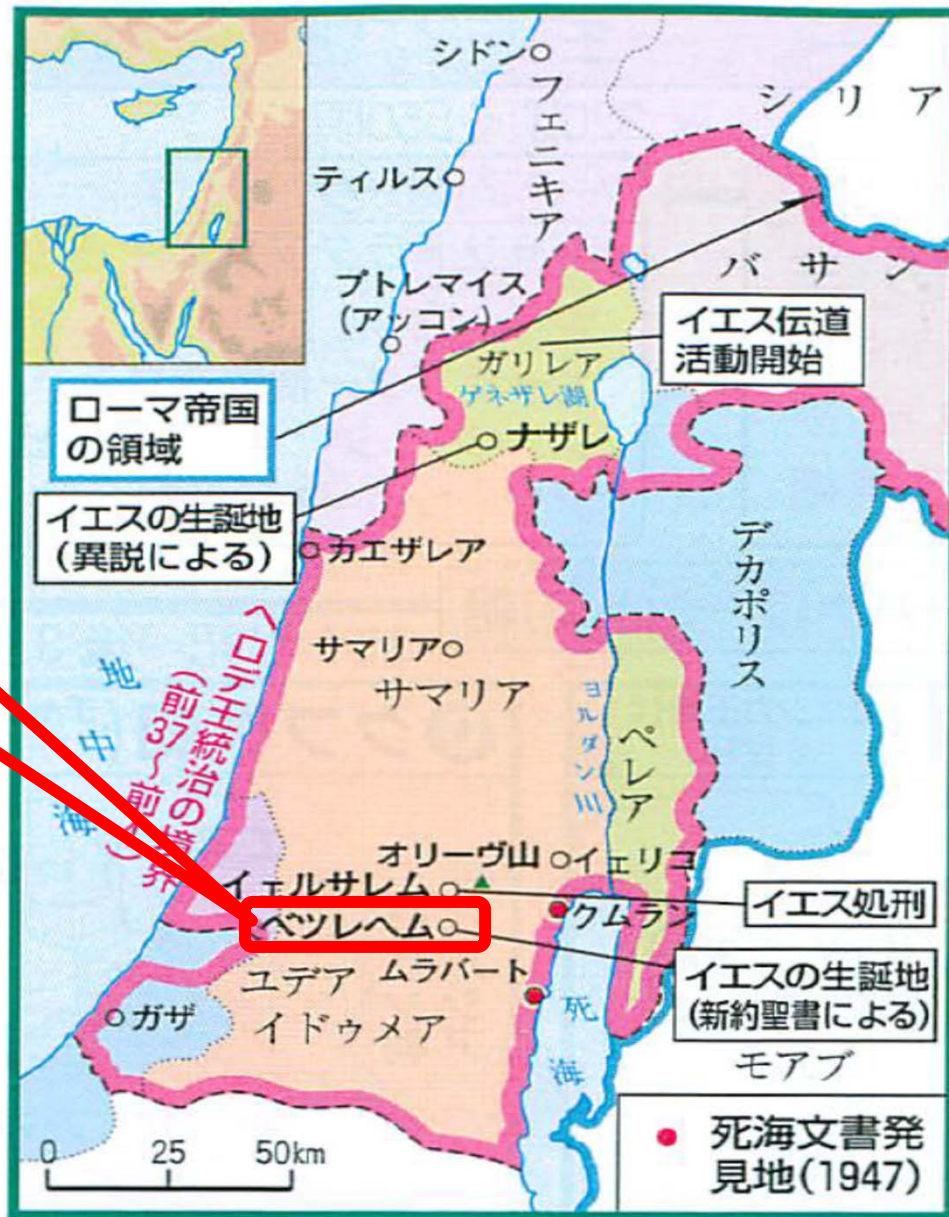 シドン
フェニキア
シリア
ティルス
バサン
プトレマイス
(アッコン)
イエス伝道
活動開始
ガリレア
ゲネザレ湖
ローマ帝国
の領域
ナザレ
イエスの生誕地
(異説による)
カエザレア
デカポリス
ヘロデ王統治の境界
(前37〜前4)
地中海
サマリア
サマリア
ヨルダン川
ペレア
オリーヴ山
イェリコ
イェルサレム
イエス処刑
クムラン
ベツレヘム
イエスの生誕地
(新約聖書による)
ユデア
ムラバート
ガザ
イドゥメア
死海
モアブ
0 25 50km
死海文書発
見地(1947)